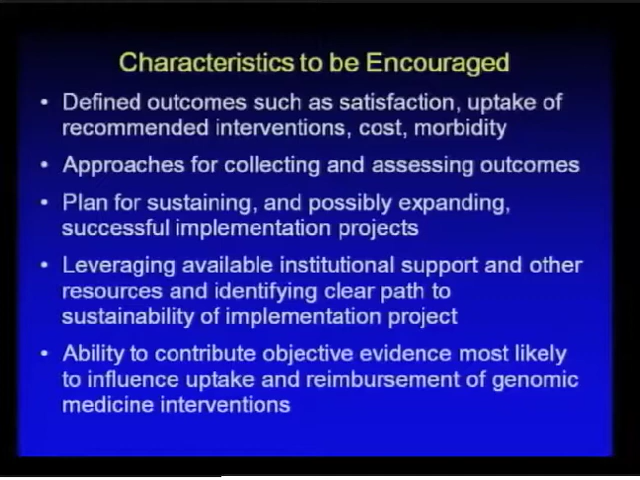 Characteristics to be Encouraged
• Defined outcomes such as satisfaction, uptake of
recommended interventions, cost, morbidity
• Approaches for collecting and assessing outcomes
• Plan for sustaining, and possibly expanding,
successful implementation projects
• Leveraging available institutional support and other
resources and identifying clear path to
sustainability of implementation project
• Ability to contribute objective evidence most likely
to influence uptake and reimbursement of genomic
medicine interventions